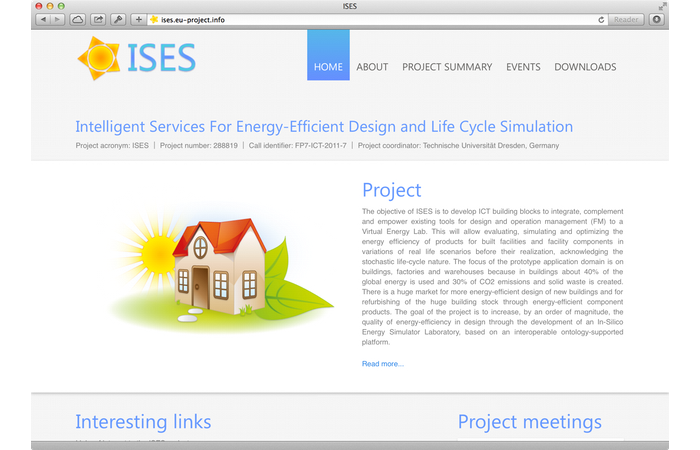 ISES
ises.eu-project.info
Reader
ISES
HOME ABOUT PROJECT SUMMARY EVENTS DOWNLOADS
Intelligent Services For Energy-Efficient Design and Life Cycle Simulation
Project acronym: ISES | Project number: 288819 | Call identifier: FP7-ICT-2011-7 | Project coordinator: Technische Universität Dresden, Germany
Project
The objective of ISES is to develop ICT building blocks to integrate, complement
and empower existing tools for design and operation management (FM) to a
Virtual Energy Lab. This will allow evaluating, simulating and optimizing the
energy efficiency of products for built facilities and facility components in
variations of real life scenarios before their realization, acknowledging the
stochastic life-cycle nature. The focus of the prototype application domain is on
buildings, factories and warehouses because in buildings about 40% of the
global energy is used and 30% of CO2 emissions and solid waste is created.
There is a huge market for more energy-efficient design of new buildings and for
refurbishing of the huge building stock through energy-efficient component
products. The goal of the project is to increase, by an order of magnitude, the
quality of energy-efficiency in design through the development of an In-Silico
Energy Simulator Laboratory, based on an interoperable ontology-supported
platform.
Read more...
Interesting links
Project meetings